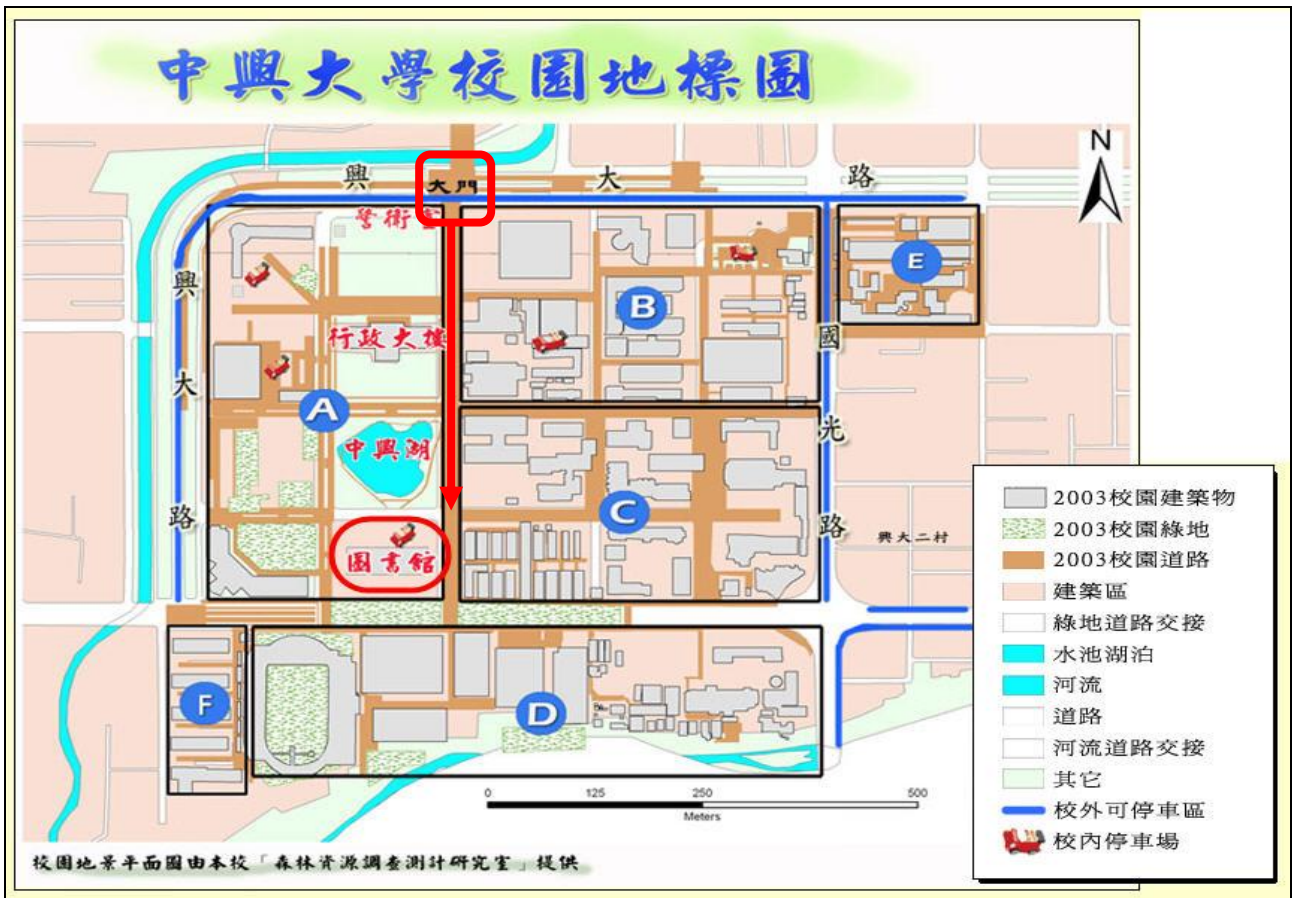 中興大學校園地標圖
N
興 大 路
大門
警衛室
E
B
興
大
路
行政大樓
國
光
路
A
中興湖
C
圖書館
興大二村
F
D
2003校園建築物
2003校園綠地
2003校園道路
建築區
綠地道路交接
水池湖泊
河流
道路
河流道路交接
其它
校外可停車區
校內停車場
0 125 250 500
Meters
校園地景平面圖由本校「森林資源調查測計研究室」提供